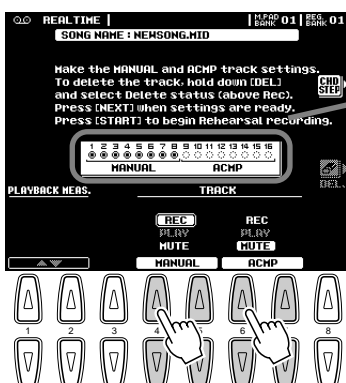 REALTIME
M.PAD BANK 01 REG. BANK 01
SONG NAME : NEWSONG.MID
Make the MANUAL and ACMP track settings.
To delete the track, hold down [DEL]
and select Delete status (above Rec).
Press [NEXT] when settings are ready.
Press [START] to begin Rehearsal recording.
CHD STEP
1 2 3 4 5 6 7 8 9 10 11 12 13 14 15 16
MANUAL ACMP
DEL.
PLAYBACK MEAS. TRACK
REC REC
PLAY PLAY
MUTE MUTE
MANUAL ACMP
1 2 3 4 5 6 8